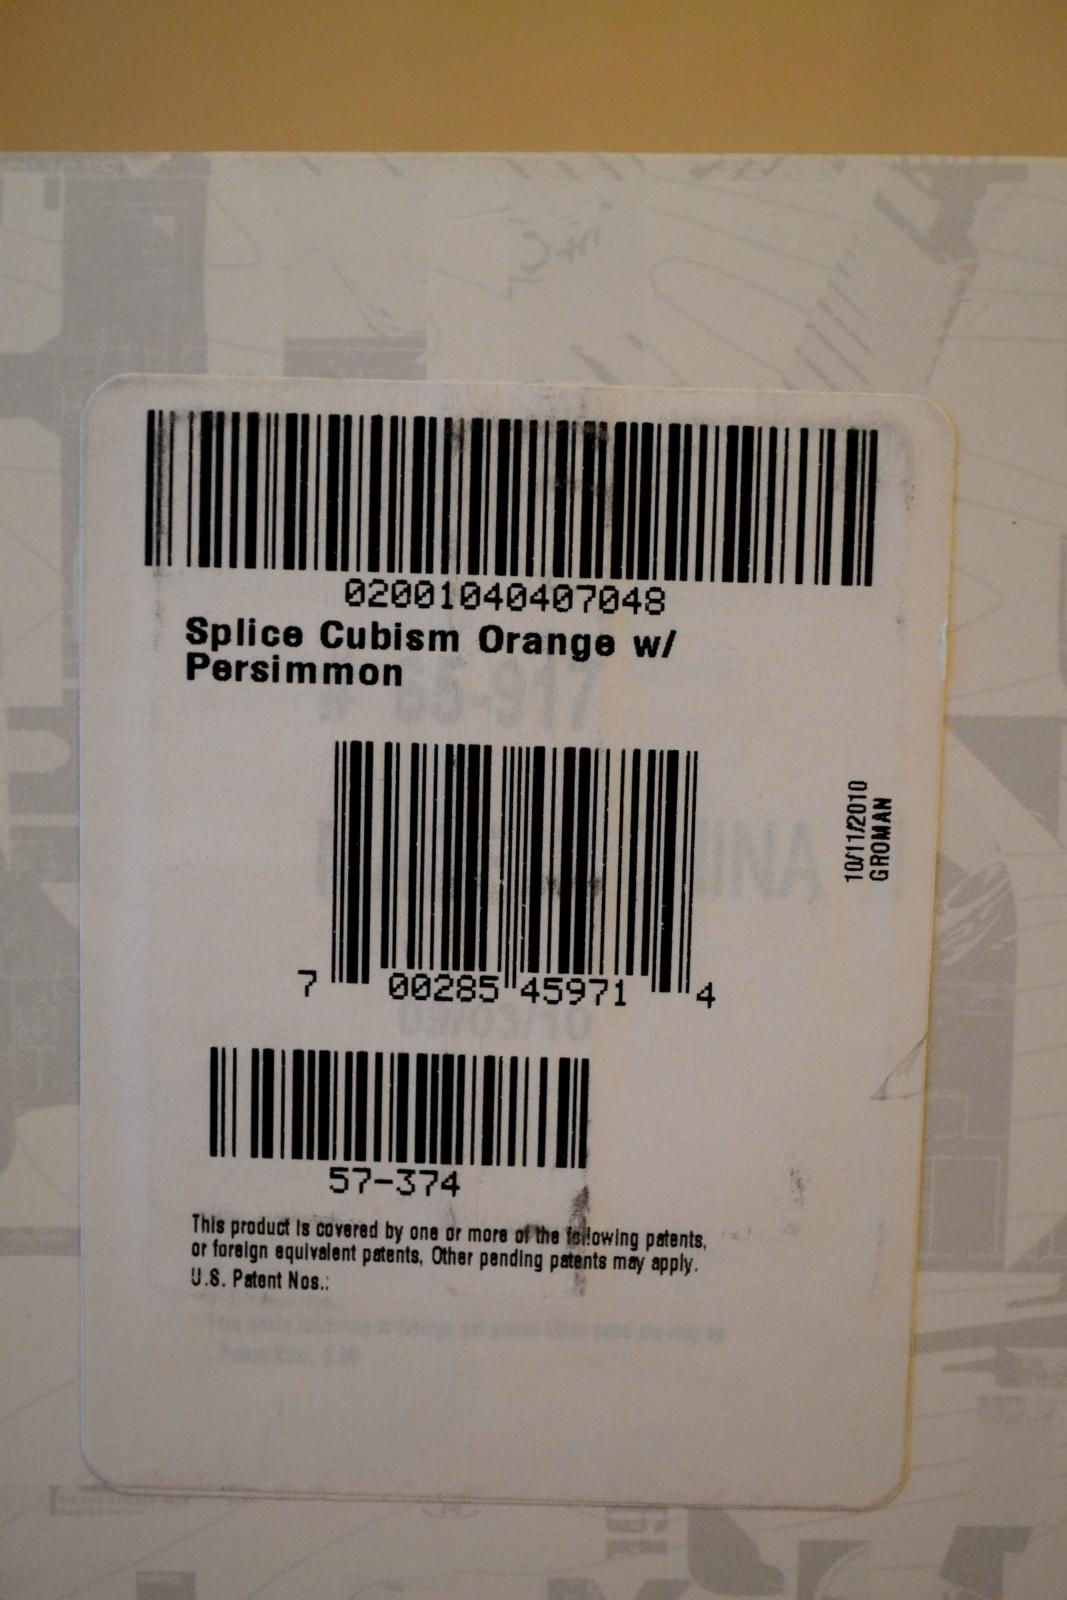 02001040407048
Splice Cubism Orange w/
Persimmon
10/11/2010
GROMAN
7 00285 45971 4
57-374
This product is covered by one or more of the following patents,
or foreign equivalent patents, Other pending patents may apply.
U.S. Patent Nos.: